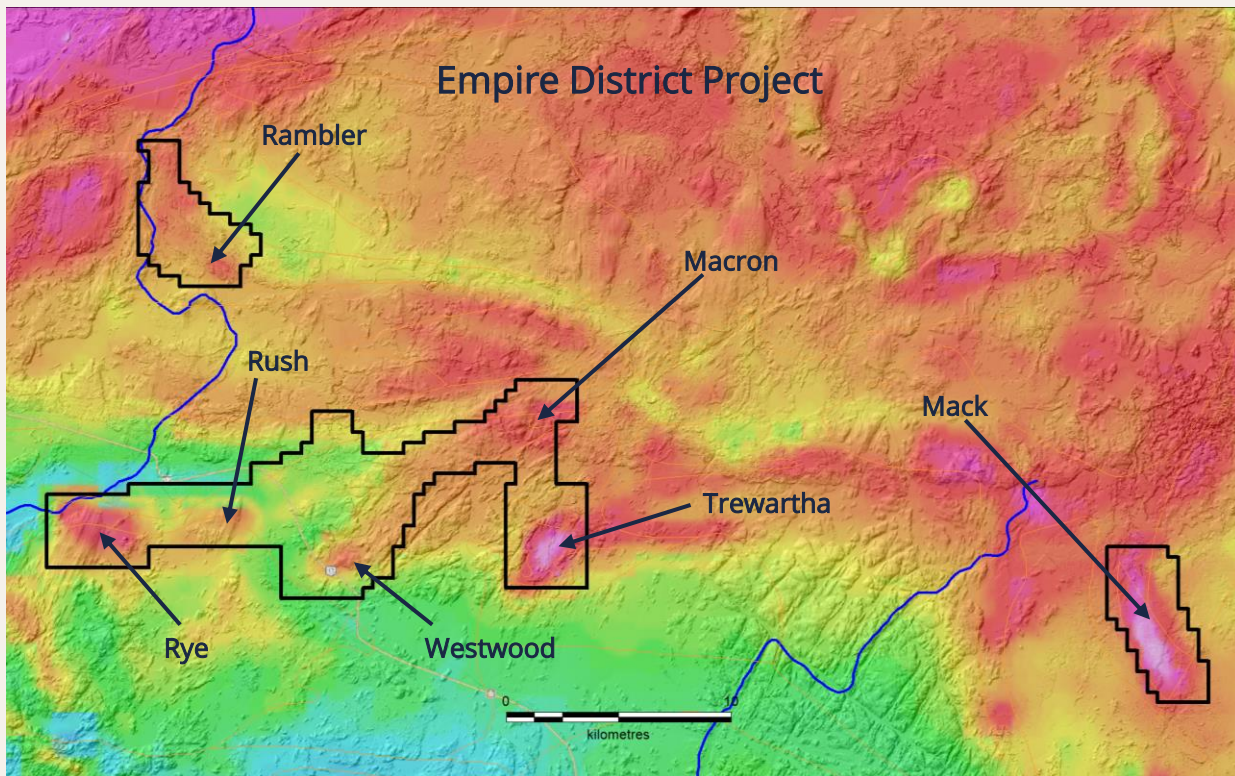 Empire District Project
Rambler
Macron
Rush
Mack
Trewartha
Rye
Westwood
0 10
kilometres